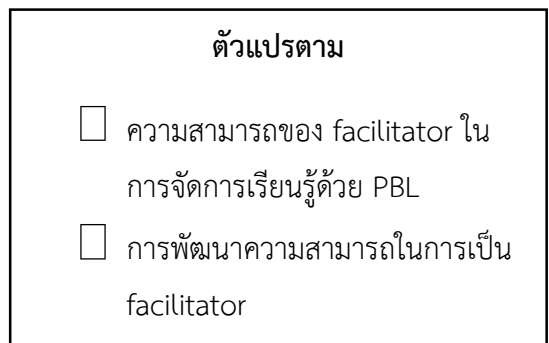 ตัวแปรตาม
ความสามารถของ facilitator ใน
การจัดการเรียนรู้ด้วย PBL
การพัฒนาความสามารถในการเป็น
facilitator